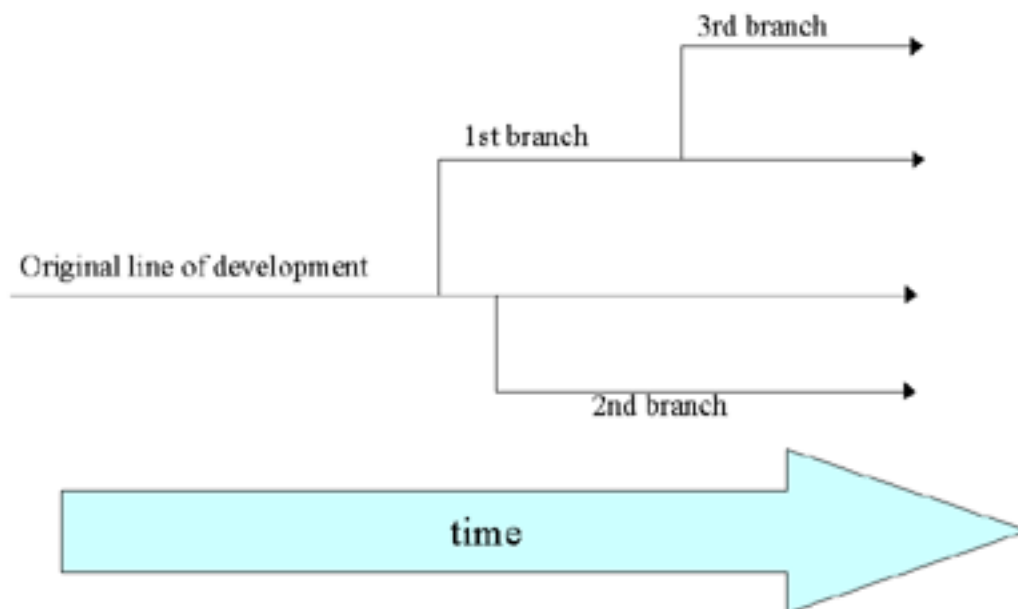 3rd branch
1st branch
Original line of development
2nd branch
time